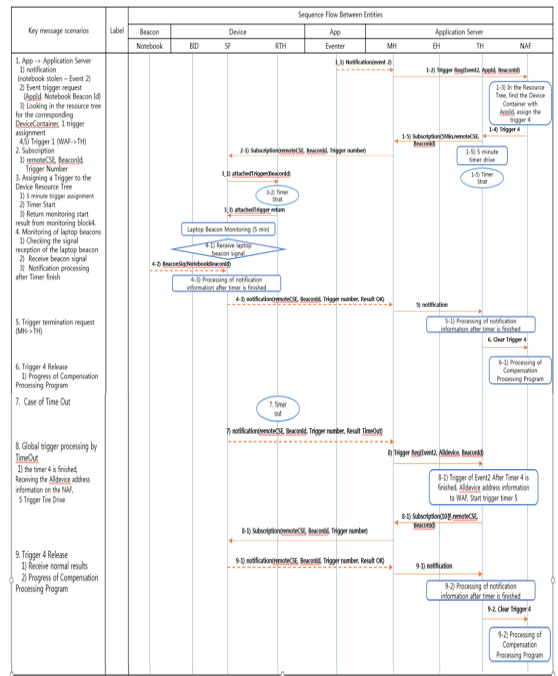 Key message scenarios
Label
Sequence Flow Between Entities
Beacon
Device
App
Application Server
Notebook
BID
SF
RTH
Eventer
MH
EH
TH
NAF
1. App -> Application Server
1) notification
(notebook stolen – Event 2)
2) Event trigger request
(AppId, Notebook Beacon Id)
3) Looking in the resource tree
for the corresponding
DeviceContainer, 1 trigger
assignment
4,5) Trigger 1 (WAF->TH)
2. Subscription
1) remoteCSE, BeaconId,
Trigger Number
3. Assigning a Trigger to the
Device Resource Tree
1) 5 minute trigger assignment
2) Timer Start
3) Return monitoring start
result from monitoring block4.
4. Monitoring of laptop beacons
1) Checking the signal
reception of the laptop beacon
2) Receive beacon signal
3) Notification processing
after Timer finish
5. Trigger termination request
(MH->TH)
6. Trigger 4 Release
1) Progress of Compensation
Processing Program
7. Case of Time Out
8. Global trigger processing by
TimeOut
1) the timer 4 is finished,
Receiving the Alldevice address
information on the NAF,
5 Trigger Tire Drive
9. Trigger 4 Release
1) Receive normal results
2) Progress of Compensation
Processing Program
1_1) Notification(event 2)
1-2) Trigger Req(Event2, AppId, BeaconId)
1-3) In the Resource
Tree, find the Device
Container with
AppId, assign the
trigger 4
1-4) Trigger 4
1-5) Subscription(5Min,remoteCSE,
BeaconId)
1-5) 5 minute
timer drive
2-1) Subscription(remoteCSE, BeaconId, Trigger number)
1-5) Timer
Strat
3_1) attachedTrigger(BeaconId)
3-2) Timer
Strat
3_3) attachedTrigger return
Laptop Beacon Monitoring (5 min)
4-1) Receive laptop
beacon signal
4-2) BeaconSig(NotebookBeaconId)
4-3) Processing of notification
information after timer is finished
4-3) notification(remoteCSE, BeaconId, Trigger number, Result OK)
5) notification
5-1) Processing of notification
information after timer is finished
6. Clear Trigger 4
6-1) Processing of
Compensation
Processing Program
7. Timer
out
7) notification(remoteCSE, BeaconId, Trigger number, Result TimeOut)
8) Trigger Req(Event2, Alldevice, BeaconId)
8-1) Trigger of Event2 After Timer 4 is
finished, Alldevice address information
to WAF, Start trigger timer 5
8-1) Subscription(10분,remoteCSE,
BeaconId)
8-1) Subscription(remoteCSE, BeaconId, Trigger number)
9-1) notification(remoteCSE, BeaconId, Trigger number, Result OK)
9-1) notification
9-2) Processing of notification
information after timer is finished
9-2. Clear Trigger 4
9-2) Processing of
Compensation
Processing Program